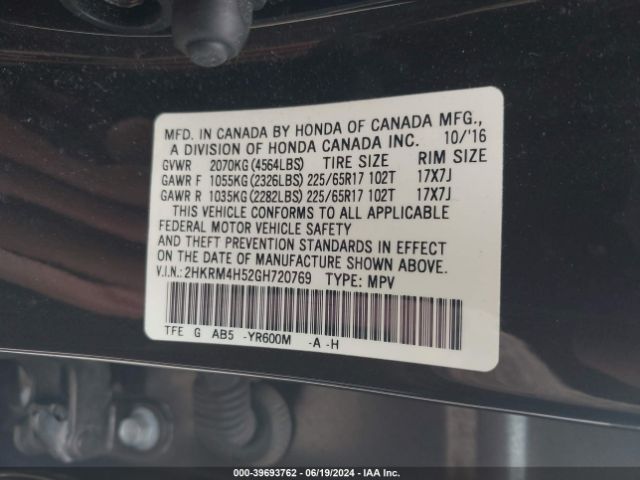 MFD. IN CANADA BY HONDA OF CANADA MFG.,
A DIVISION OF HONDA CANADA INC. 10/'16
GVWR 2070KG(4564LBS) TIRE SIZE RIM SIZE
GAWR F 1055KG(2326LBS) 225/65R17 102T 17X7J
GAWR R 1035KG(2282LBS) 225/65R17 102T 17X7J
THIS VEHICLE CONFORMS TO ALL APPLICABLE
FEDERAL MOTOR VEHICLE SAFETY
AND THEFT PREVENTION STANDARDS IN EFFECT
ON THE DATE OF MANUFACTURE SHOWN ABOVE.
V.I.N.:2HKRM4H52GH720769 TYPE: MPV
TFE G AB5 -YR600M -A -H
000-39693762 - 06/19/2024 - IAA Inc.